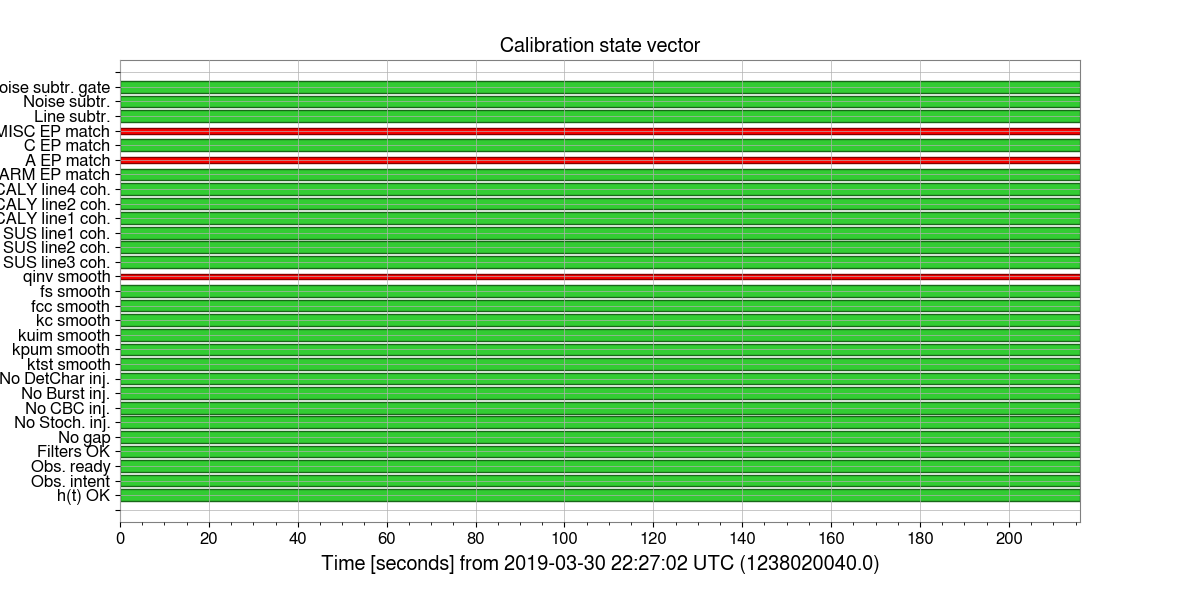 Calibration state vector
oise subtr. gate
Noise subtr.
Line subtr.
MISC EP match
C EP match
A EP match
ARM EP match
CALY line4 coh.
CALY line2 coh.
CALY line1 coh.
SUS line1 coh.
SUS line2 coh.
SUS line3 coh.
qinv smooth
fs smooth
fcc smooth
kc smooth
kuim smooth
kpum smooth
ktst smooth
No DetChar inj.
No Burst inj.
No CBC inj.
No Stoch. inj.
No gap
Filters OK
Obs. ready
Obs. intent
h(t) OK
0 20 40 60 80 100 120 140 160 180 200
Time [seconds] from 2019-03-30 22:27:02 UTC (1238020040.0)